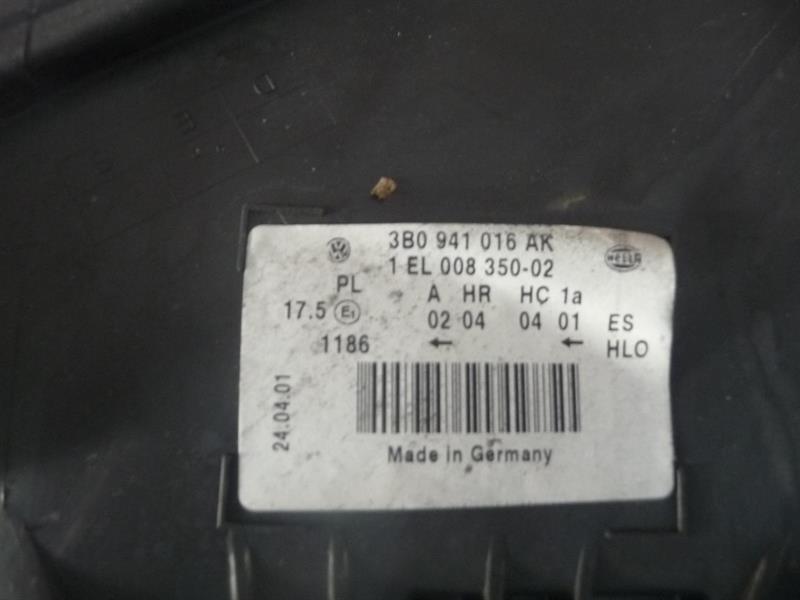 3B0 941 016 AK
1 EL 008 350-02
HELLA
PL A HR HC 1a
17.5 E1 02 04 04 01 ES
1186 ← ← HLO
24.04.01
Made in Germany